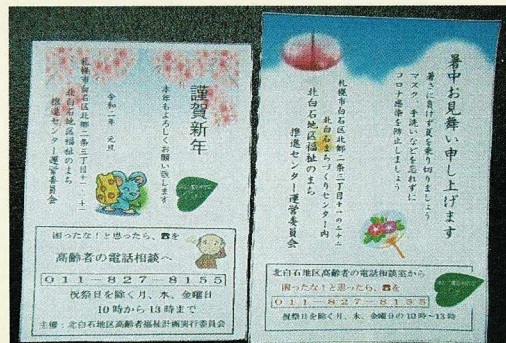 謹賀新年
本年もよろしくお願い致します
令和二年 元旦
札幌市白石区北郷二条三丁目十一ー二十二
北白石地区福祉のまち
推進センター運営委員会
困ったな!と思ったら、☎を
高齢者の電話相談へ
011-827-8155
祝祭日を除く月、水、金曜日
10時から13時まで
主催:北白石地区高齢者福祉計画実行委員会
暑中お見舞い申し上げます
暑さに負けず夏を乗り切りましょう
マスク、手洗いなどを忘れずに
コロナ感染を防止しましょう
札幌市白石区北郷二条二丁目十一の二十二
北白石まちづくりセンター内
北白石地区福祉のまち
推進センター運営委員会
北白石地区高齢者の電話相談室から
困ったな!と思ったら、☎を
011-827-8155
祝祭日を除く月、水、金曜日の10時~13時